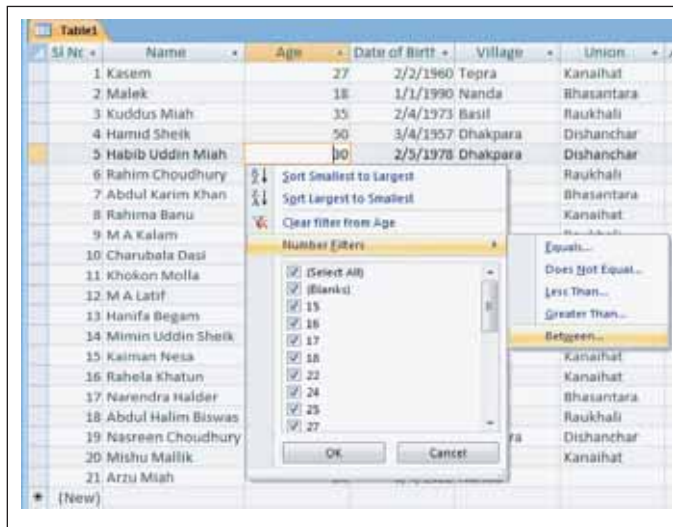 Table1
Sl No Name Age Date of Birth Village Union
1 Kasem 27 2/2/1960 Tepra Kanaihat
2 Malek 18 1/1/1990 Nanda Bhasantara
3 Kuddus Miah 35 2/4/1973 Basil Raukhali
4 Hamid Sheik 50 3/4/1957 Dhakpara Dishanchar
5 Habib Uddin Miah 30 2/5/1978 Dhakpara Dishanchar
6 Rahim Choudhury Sort Smallest to Largest Raukhali
7 Abdul Karim Khan Sort Largest to Smallest Bhasantara
8 Rahima Banu Clear filter from Age Kanaihat
9 M A Kalam Number Filters
10 Charubala Dasi Equals...
11 Khokon Molla (Select All) Does Not Equal...
(Blanks)
12 M A Latif 15 Less Than...
13 Hanifa Begam 16 Greater Than...
14 Mimin Uddin Sheik 17 Between...
15 Kaiman Nesa 18 Kanaihat
16 Rahela Khatun 22 Kanaihat
17 Narendra Halder 24 Bhasantara
18 Abdul Halim Biswas 25 Raukhali
27
19 Nasreen Choudhury OK Cancel ra Dishanchar
20 Mishu Mallik Kanaihat
21 Arzu Miah
(New)